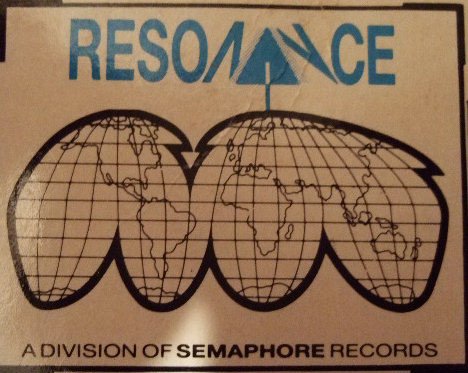 RESONANCE
A DIVISION OF SEMAPHORE RECORDS